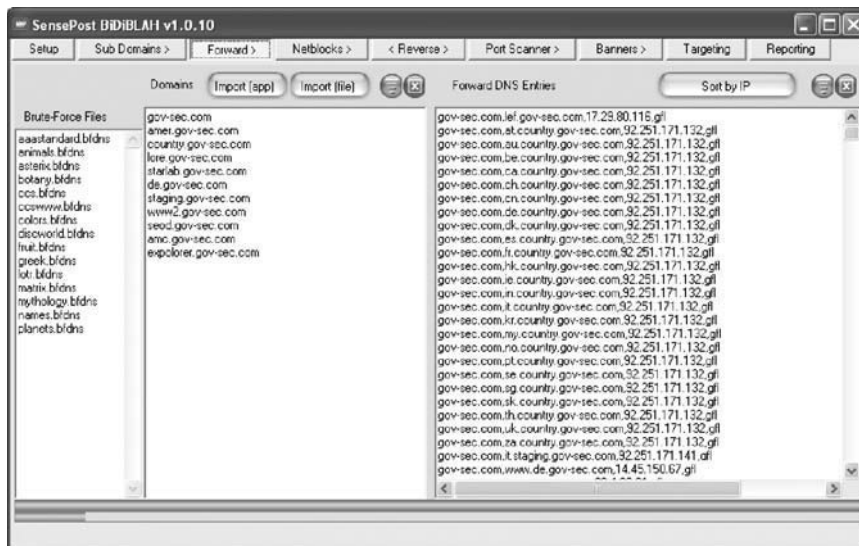 SensePost BiDiBLAH v1.0.10
Setup Sub Domains > Forward > Netblocks > < Reverse > Port Scanner > Banners > Targeting Reporting
Domains Import (app) Import (file) Forward DNS Entries Sort by IP
Brute-Force Files
aaastandard.bfdns
animals.bfdns
asterix.bfdns
botany.bfdns
ccs.bfdns
ccswww.bfdns
colors.bfdns
discworld.bfdns
fruit.bfdns
greek.bfdns
lotr.bfdns
matrix.bfdns
mythology.bfdns
names.bfdns
planets.bfdns
gov-sec.com
amer.gov-sec.com
country.gov-sec.com
lore.gov-sec.com
starlab.gov-sec.com
de.gov-sec.com
staging.gov-sec.com
www2.gov-sec.com
seod.gov-sec.com
amc.gov-sec.com
expolorer.gov-sec.com
gov-sec.com,lef.gov-sec.com,17.29.80.116,gfl
gov-sec.com,at.country.gov-sec.com,92.251.171.132,gfl
gov-sec.com,au.country.gov-sec.com,92.251.171.132,gfl
gov-sec.com,be.country.gov-sec.com,92.251.171.132,gfl
gov-sec.com,ca.country.gov-sec.com,92.251.171.132,gfl
gov-sec.com,ch.country.gov-sec.com,92.251.171.132,gfl
gov-sec.com,cn.country.gov-sec.com,92.251.171.132,gfl
gov-sec.com,de.country.gov-sec.com,92.251.171.132,gfl
gov-sec.com,dk.country.gov-sec.com,92.251.171.132,gfl
gov-sec.com,es.country.gov-sec.com,92.251.171.132,gfl
gov-sec.com,fr.country.gov-sec.com,92.251.171.132,gfl
gov-sec.com,hk.country.gov-sec.com,92.251.171.132,gfl
gov-sec.com,ie.country.gov-sec.com,92.251.171.132,gfl
gov-sec.com,in.country.gov-sec.com,92.251.171.132,gfl
gov-sec.com,it.country.gov-sec.com,92.251.171.132,gfl
gov-sec.com,kr.country.gov-sec.com,92.251.171.132,gfl
gov-sec.com,my.country.gov-sec.com,92.251.171.132,gfl
gov-sec.com,no.country.gov-sec.com,92.251.171.132,gfl
gov-sec.com,pt.country.gov-sec.com,92.251.171.132,gfl
gov-sec.com,se.country.gov-sec.com,92.251.171.132,gfl
gov-sec.com,sg.country.gov-sec.com,92.251.171.132,gfl
gov-sec.com,sk.country.gov-sec.com,92.251.171.132,gfl
gov-sec.com,th.country.gov-sec.com,92.251.171.132,gfl
gov-sec.com,uk.country.gov-sec.com,92.251.171.132,gfl
gov-sec.com,za.country.gov-sec.com,92.251.171.132,gfl
gov-sec.com,it.staging.gov-sec.com,92.251.171.141,gfl
gov-sec.com,www.de.gov-sec.com,14.45.150.67,gfl